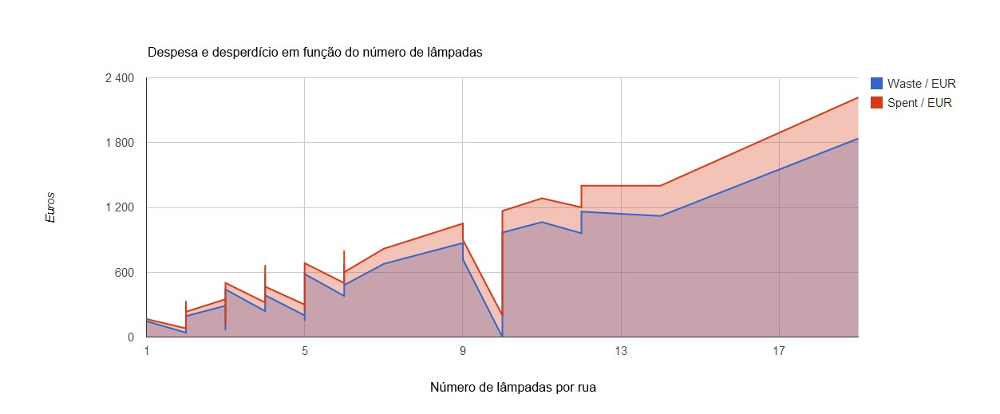 Despesa e desperdício em função do número de lâmpadas
2 400
1 800
1 200
600
0
Euros
1
5
9
13
17
Número de lâmpadas por rua
Waste / EUR
Spent / EUR